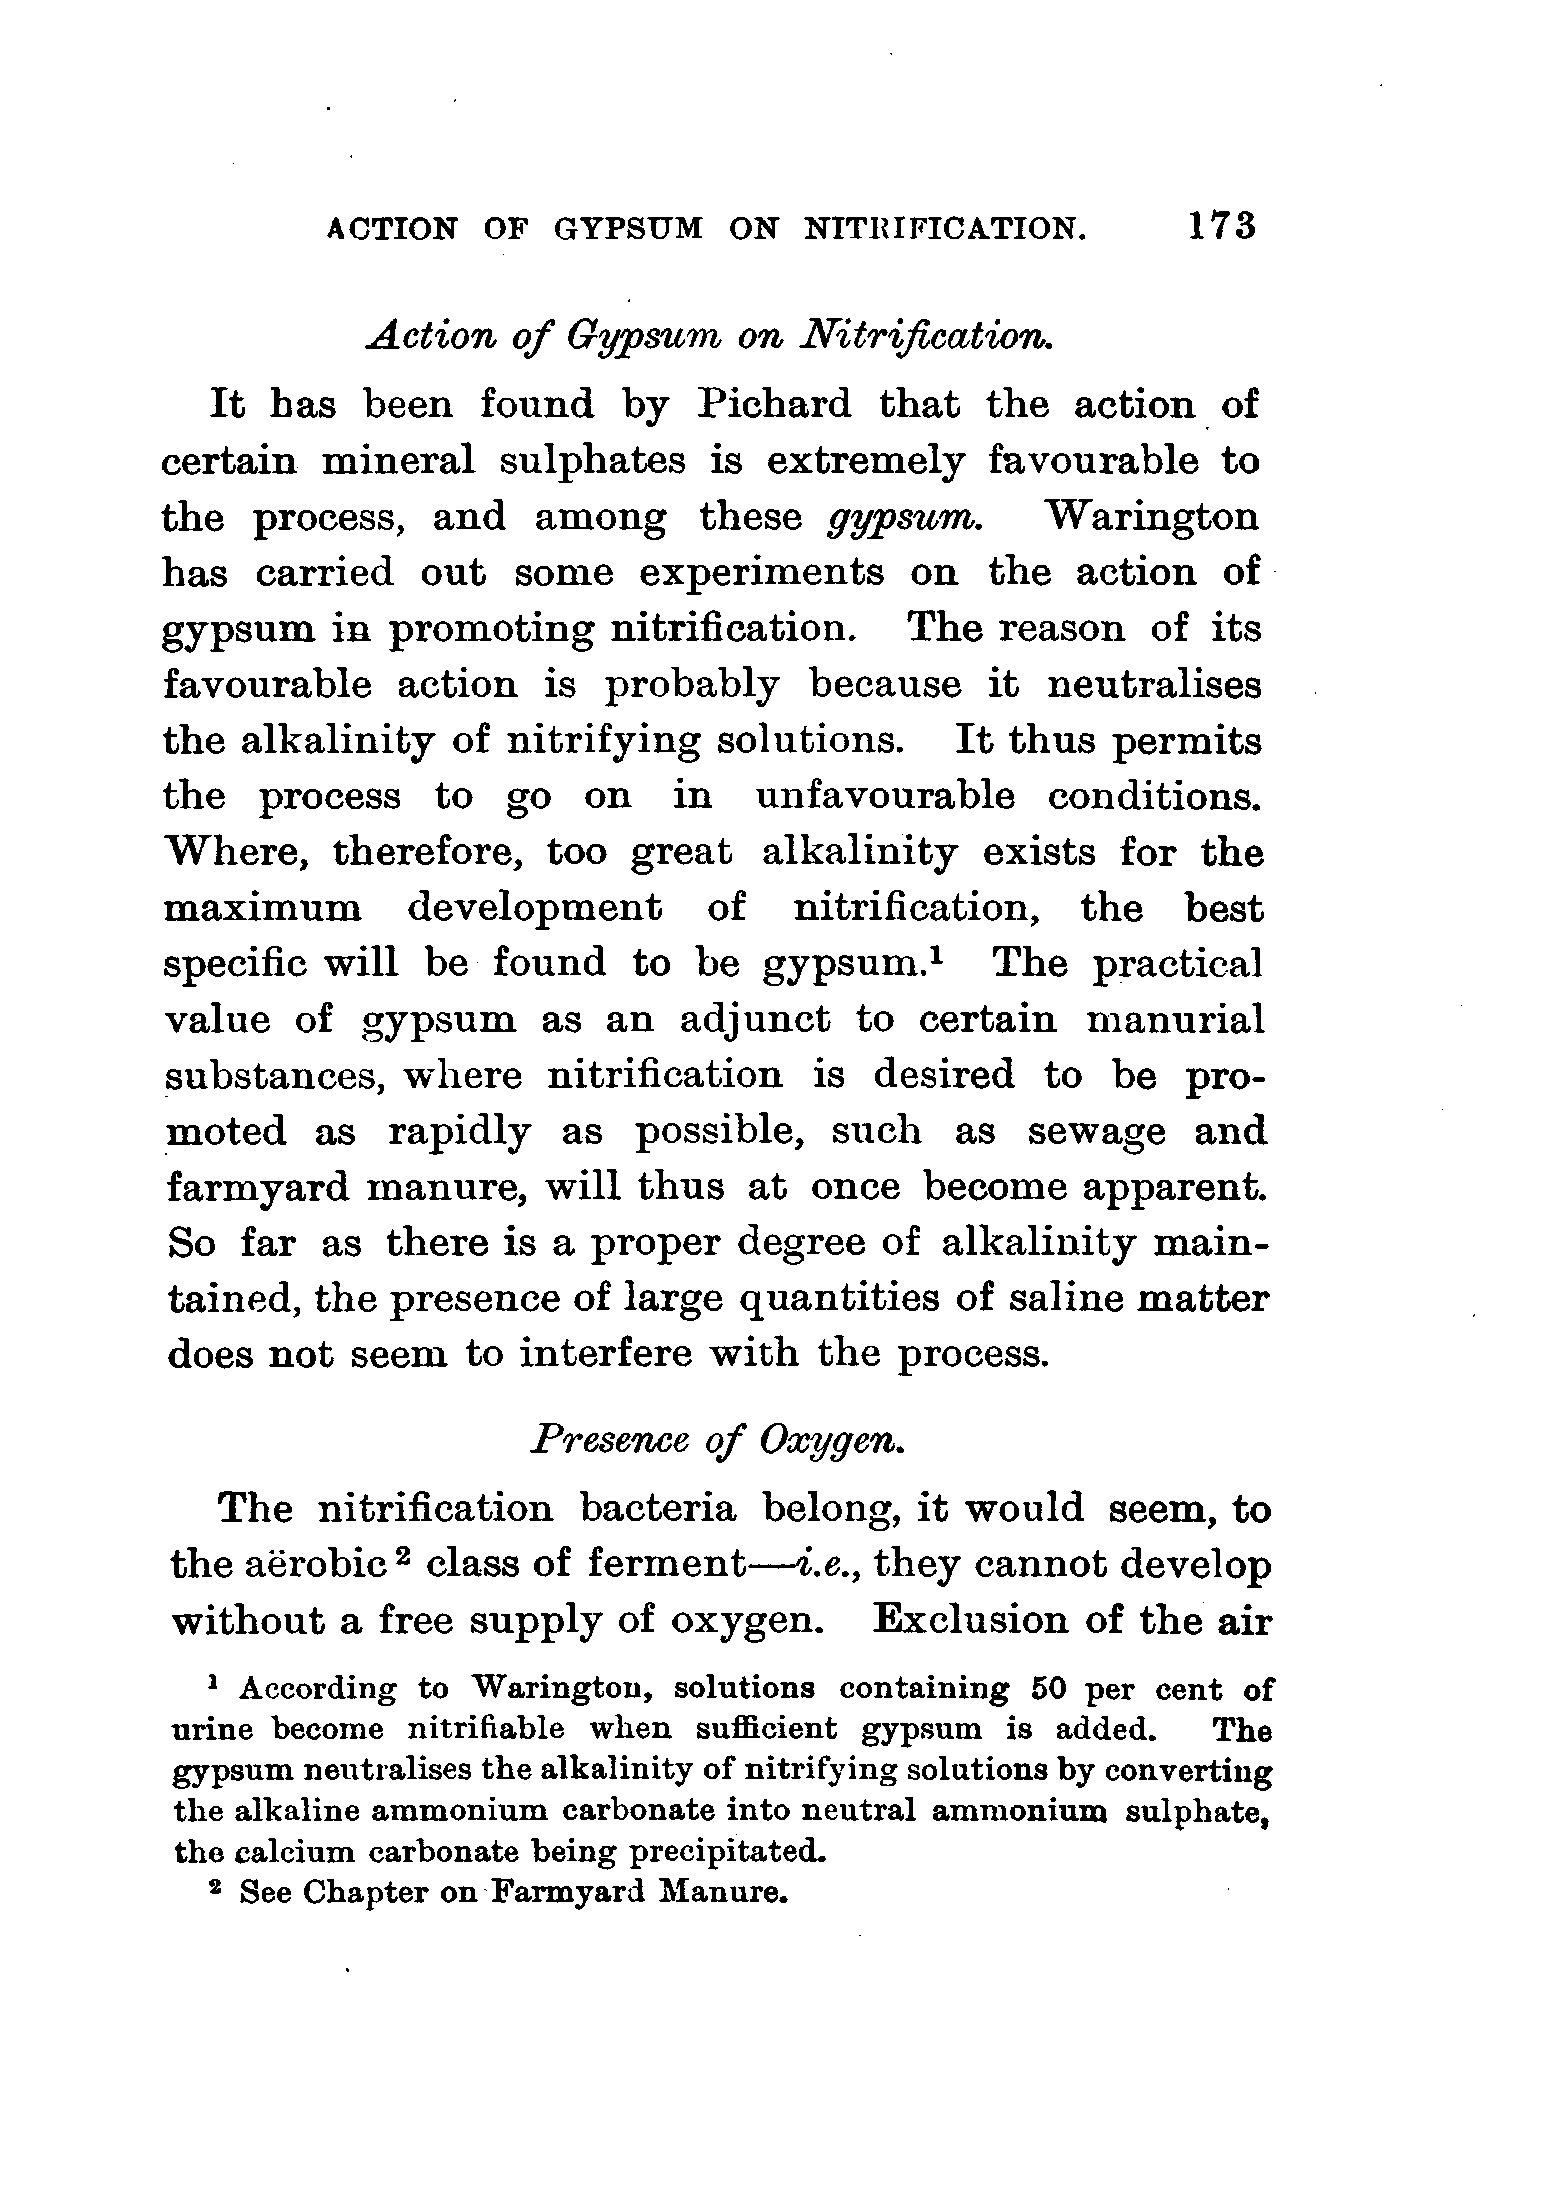 ACTION OF GYPSUM ON NITRIFICATION. 173
Action of Gypsum on Nitrification.
It has been found by Pichard that the action of
certain mineral sulphates is extremely favourable to
the process, and among these gypsum. Warington
has carried out some experiments on the action of
gypsum in promoting nitrification. The reason of its
favourable action is probably because it neutralises
the alkalinity of nitrifying solutions. It thus permits
the process to go on in unfavourable conditions.
Where, therefore, too great alkalinity exists for the
maximum development of nitrification, the best
specific will be found to be gypsum.¹ The practical
value of gypsum as an adjunct to certain manurial
substances, where nitrification is desired to be pro-
moted as rapidly as possible, such as sewage and
farmyard manure, will thus at once become apparent.
So far as there is a proper degree of alkalinity main-
tained, the presence of large quantities of saline matter
does not seem to interfere with the process.
Presence of Oxygen.
The nitrification bacteria belong, it would seem, to
the aërobic ² class of ferment—i.e., they cannot develop
without a free supply of oxygen. Exclusion of the air
¹ According to Warington, solutions containing 50 per cent of
urine become nitrifiable when sufficient gypsum is added. The
gypsum neutralises the alkalinity of nitrifying solutions by converting
the alkaline ammonium carbonate into neutral ammonium sulphate,
the calcium carbonate being precipitated.
² See Chapter on Farmyard Manure.